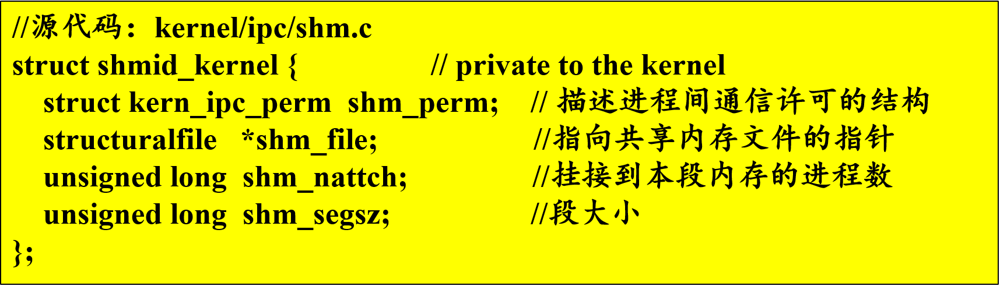 //源代码：kernel/ipc/shm.c
struct shmid_kernel { // private to the kernel
struct kern_ipc_perm shm_perm; // 描述进程间通信许可的结构
structuralfile *shm_file; //指向共享内存文件的指针
unsigned long shm_nattch; //挂接到本段内存的进程数
unsigned long shm_segsz; //段大小
};